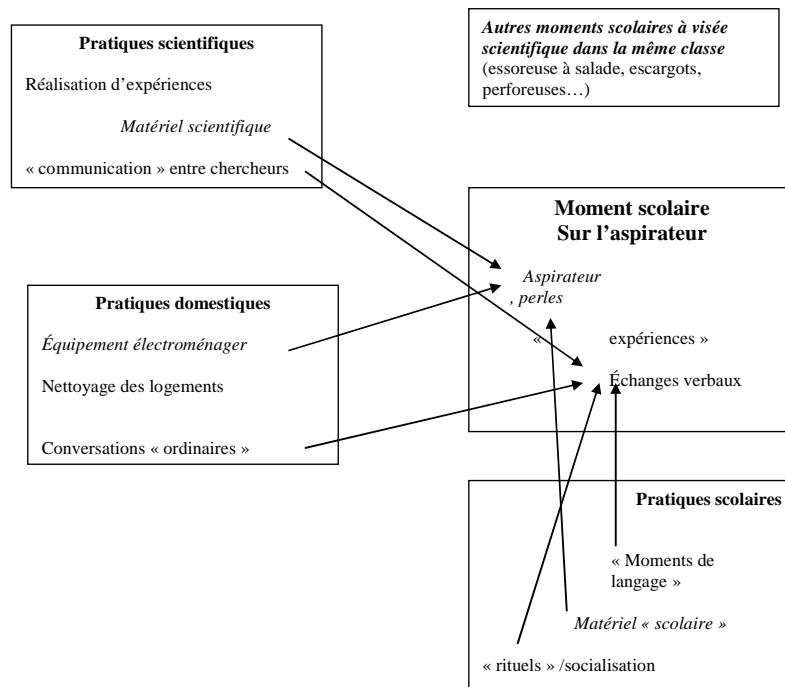 Pratiques scientifiques
Réalisation d’expériences
Matériel scientifique
« communication » entre chercheurs
Autres moments scolaires à visée
scientifique dans la même classe
(essoreuse à salade, escargots,
perforeuses…)
Moment scolaire
Sur l’aspirateur
Aspirateur
, perles
« expériences »
Échanges verbaux
Pratiques domestiques
Équipement électroménager
Nettoyage des logements
Conversations « ordinaires »
Pratiques scolaires
« Moments de
langage »
Matériel « scolaire »
« rituels » /socialisation